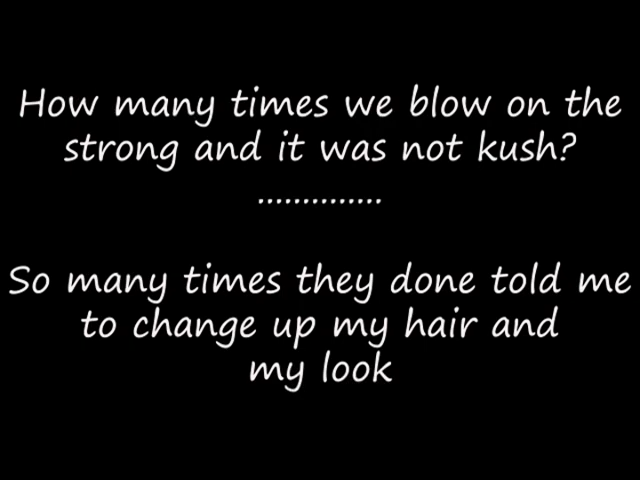 How many times we blow on the
strong and it was not kush?
..............
So many times they done told me
to change up my hair and
my look